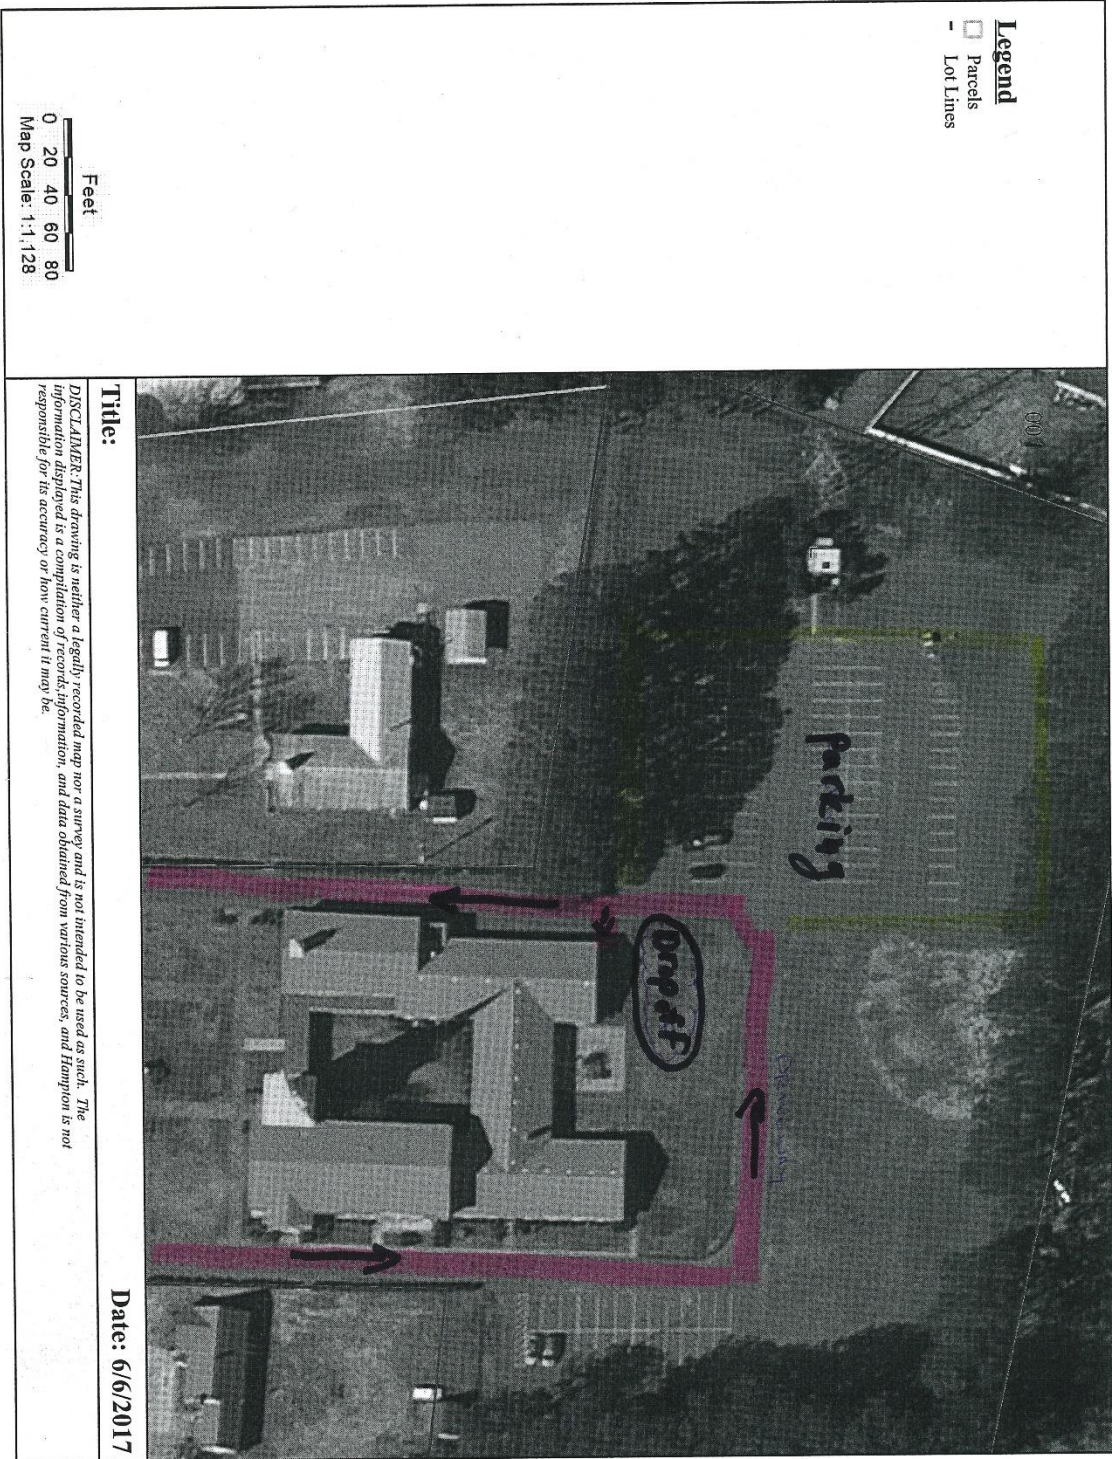 Legend
Parcels
Lot Lines
001
parking
Drop off
Feet
0 20 40 60 80
Map Scale: 1:1,128
Title:
Date: 6/6/2017
DISCLAIMER:This drawing is neither a legally recorded map nor a survey and is not intended to be used as such. The
information displayed is a compilation of records,information, and data obtained from various sources, and Hampton is not
responsible for its accuracy or how current it may be.